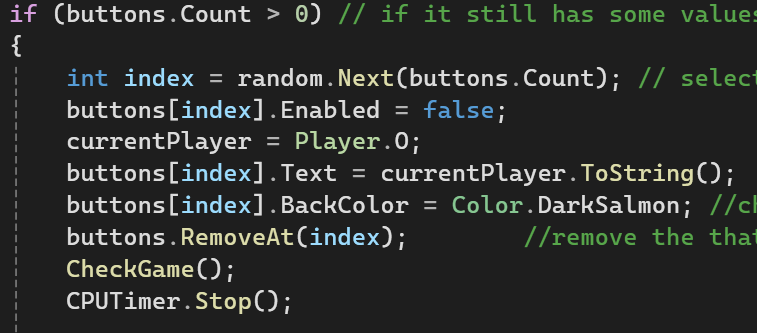 if (buttons.Count > 0) // if it still has some values
{
int index = random.Next(buttons.Count); // select
buttons[index].Enabled = false;
currentPlayer = Player.O;
buttons[index].Text = currentPlayer.ToString();
buttons[index].BackColor = Color.DarkSalmon; //ch
buttons.RemoveAt(index); //remove the that
CheckGame();
CPUTimer.Stop();